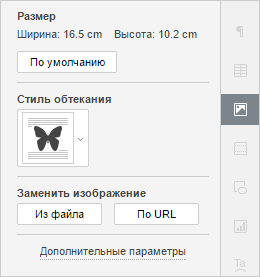 Размер
Ширина: 16.5 cm Высота: 10.2 cm
По умолчанию
Стиль обтекания
Заменить изображение
Из файла По URL
Дополнительные параметры
Ta